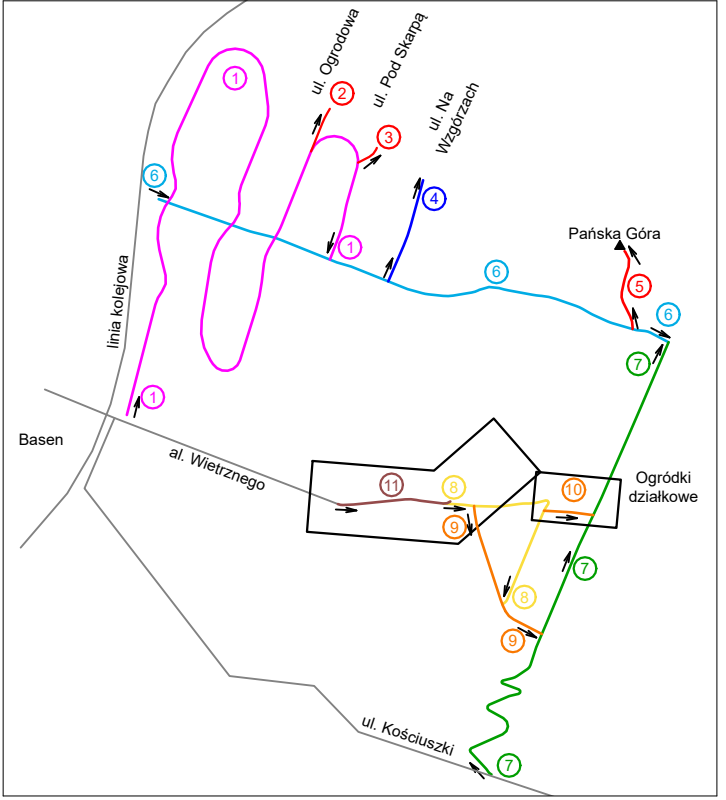 1
ul. Ogrodowa
2
ul. Pod Skarpą
3
ul. Na
Wzgórzach
6
4
1
Pańska Góra
6
5
6
7
linia kolejowa
1
Basen
al. Wietrznego
11
8
10
Ogródki
działkowe
9
7
8
9
ul. Kościuszki
7